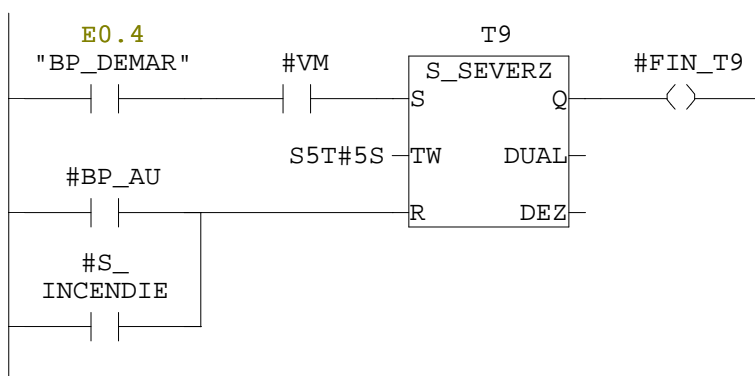 E0.4 T9
"BP_DEMAR" #VM S_SEVERZ #FIN_T9
S Q
S5T#5S TW DUAL
#BP_AU
R DEZ
#S_
INCENDIE